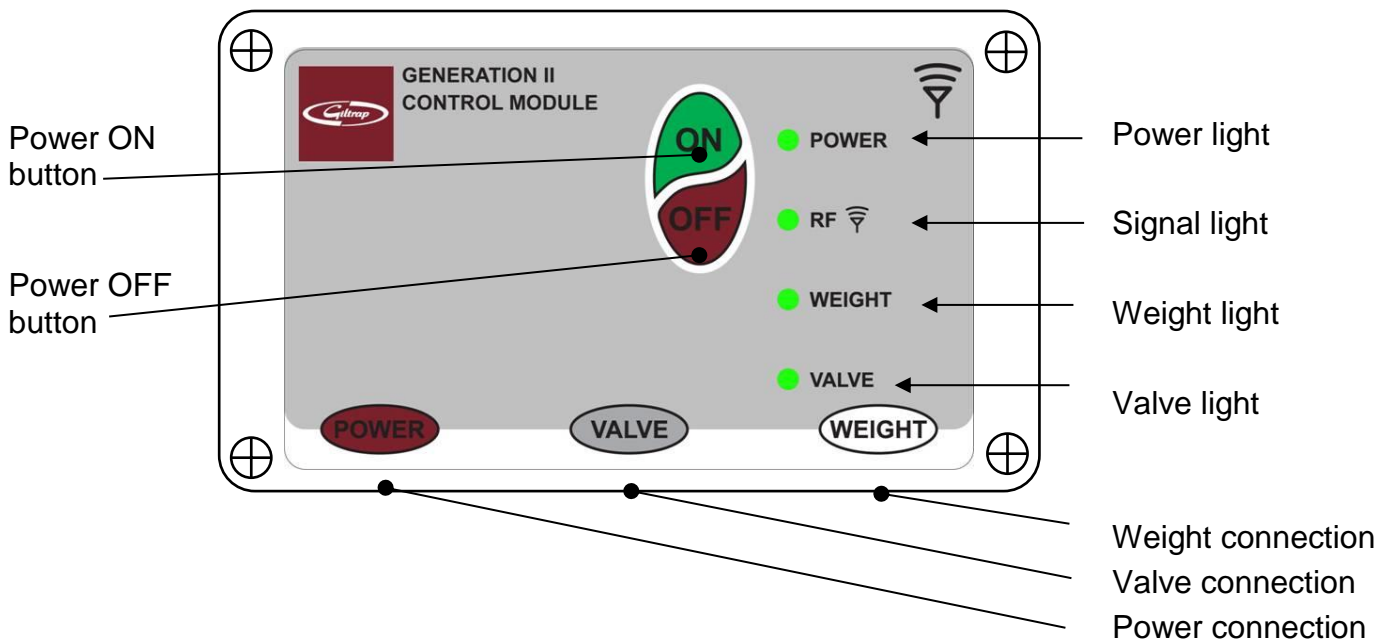 Giltrap
GENERATION II
CONTROL MODULE
Power ON
button
ON
OFF
POWER
Power light
RF
Signal light
Power OFF
button
WEIGHT
Weight light
VALVE
Valve light
POWER
VALVE
WEIGHT
Weight connection
Valve connection
Power connection